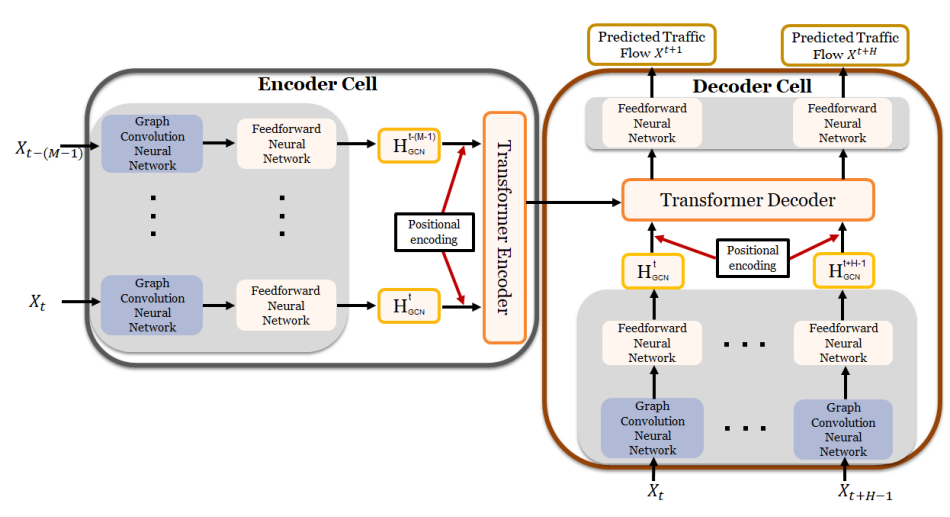 Predicted Traffic
Flow X^{t+1}
Predicted Traffic
Flow X^{t+H}
Encoder Cell
Decoder Cell
X_{t-(M-1)}
Graph
Convolution
Neural
Network
Feedforward
Neural
Network
H^{t-(M-1)}_{GCN}
Positional
encoding
X_t
Graph
Convolution
Neural
Network
Feedforward
Neural
Network
H^{t}_{GCN}
Transformer Encoder
Feedforward
Neural
Network
Feedforward
Neural
Network
Transformer Decoder
Positional
encoding
H^{t}_{GCN}
H^{t+H-1}_{GCN}
Feedforward
Neural
Network
Feedforward
Neural
Network
Graph
Convolution
Neural
Network
Graph
Convolution
Neural
Network
X_t
X_{t+H-1}